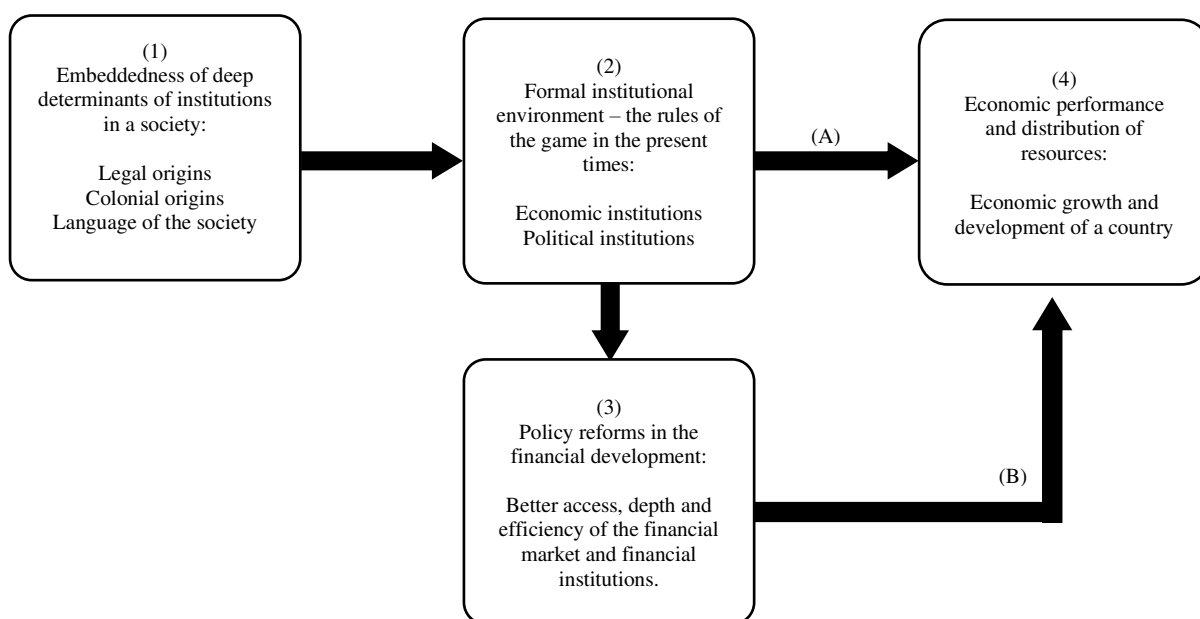 (1)
Embeddedness of deep
determinants of institutions
in a society:
Legal origins
Colonial origins
Language of the society
(2)
Formal institutional
environment – the rules of
the game in the present
times:
Economic institutions
Political institutions
(A)
(4)
Economic performance
and distribution of
resources:
Economic growth and
development of a country
(3)
Policy reforms in the
financial development:
Better access, depth and
efficiency of the financial
market and financial
institutions.
(B)